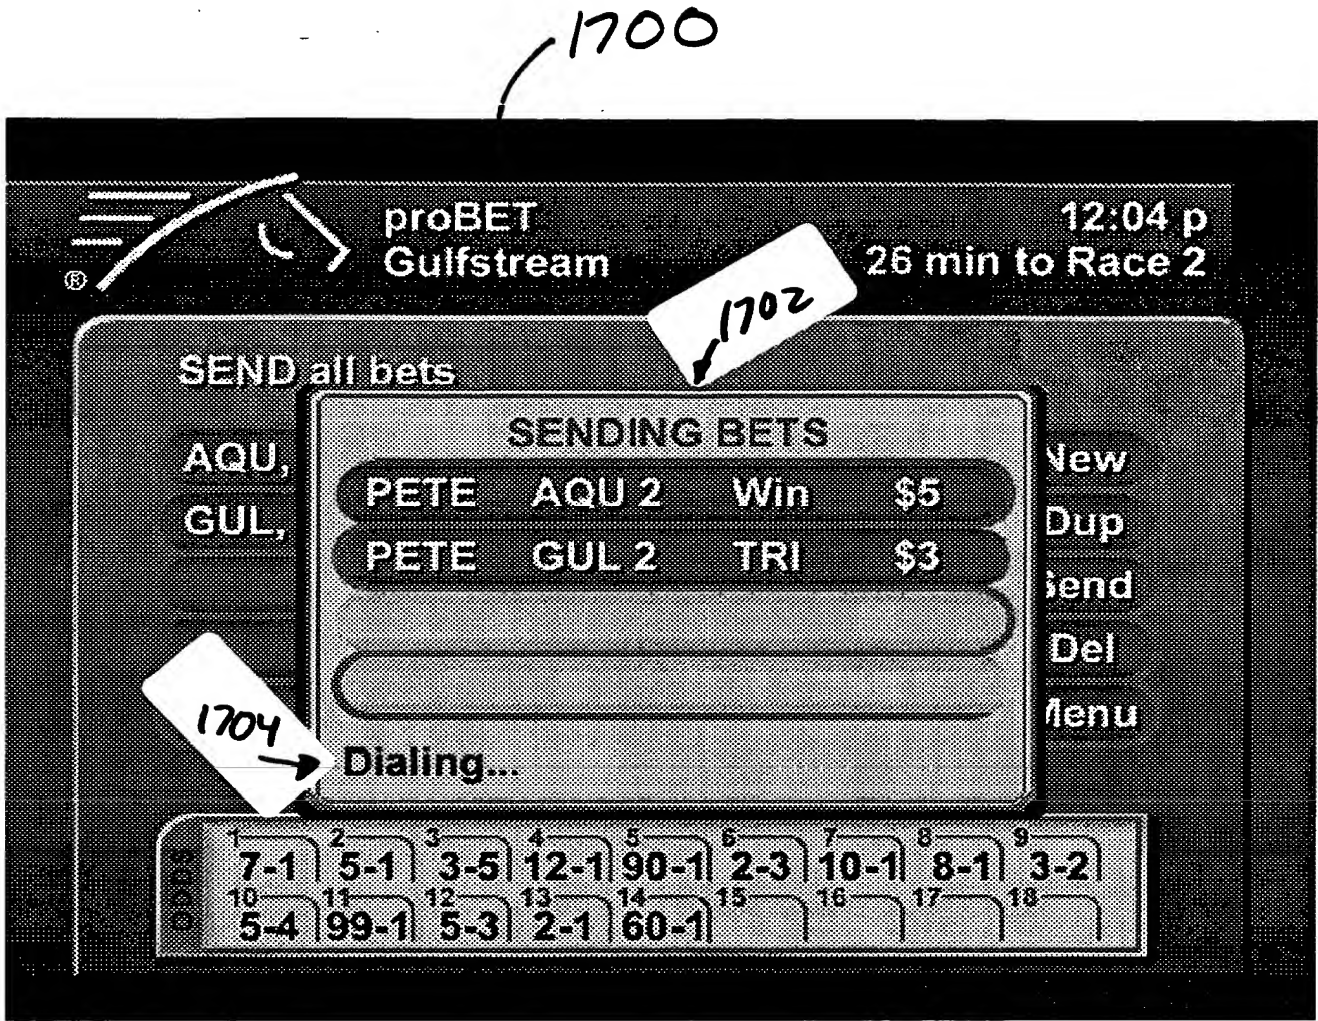 1700
proBET
12:04 p
Gulfstream
26 min to Race 2
®
1702
SEND all bets
SENDING BETS
AQU,
PETE AQU 2 Win $5
New
GUL,
PETE GUL 2 TRI $3
Dup
Send
Del
Menu
1704
Dialing...
ODDS
1 2 3 4 5 6 7 8 9
7-1 5-1 3-5 12-1 90-1 2-3 10-1 8-1 3-2
10 11 12 13 14 15 16 17 18
5-4 99-1 5-3 2-1 60-1